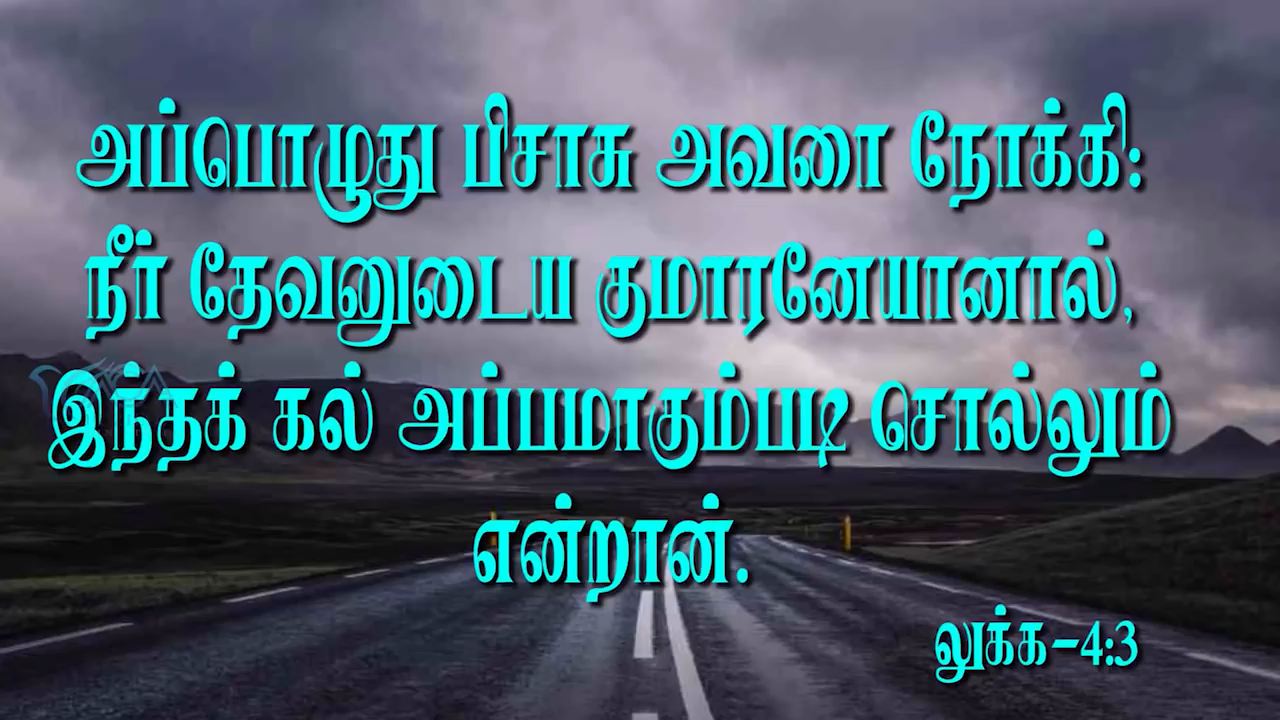 அப்பொழுது பிசாசு அவரை நோக்கி:
நீர் தேவனுடைய குமாரனேயானால்,
இந்தக் கல் அப்பமாகும்படி சொல்லும்
என்றான்.
லுக்க-4:3